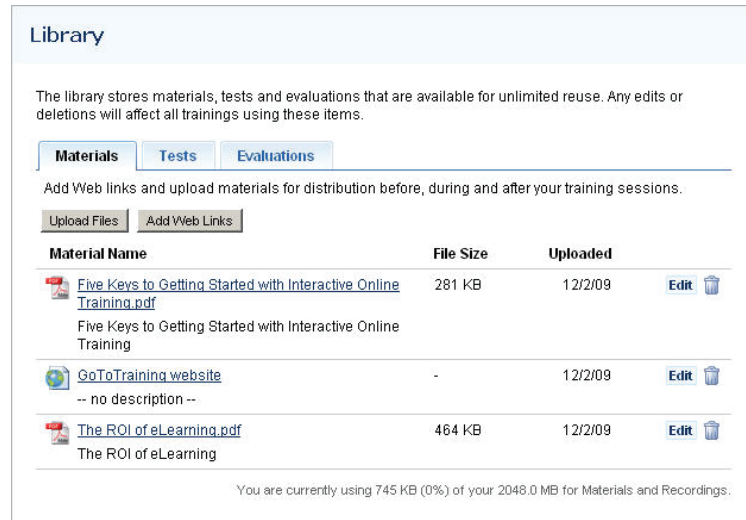 Library
The library stores materials, tests and evaluations that are available for unlimited reuse. Any edits or
deletions will affect all trainings using these items.
Materials Tests Evaluations
Add Web links and upload materials for distribution before, during and after your training sessions.
Upload Files Add Web Links
Material Name File Size Uploaded
Five Keys to Getting Started with Interactive Online 281 KB 12/2/09 Edit
Training.pdf
Five Keys to Getting Started with Interactive Online
Training
GoToTraining website - 12/2/09 Edit
-- no description --
The ROI of eLearning.pdf 464 KB 12/2/09 Edit
The ROI of eLearning
You are currently using 745 KB (0%) of your 2048.0 MB for Materials and Recordings.